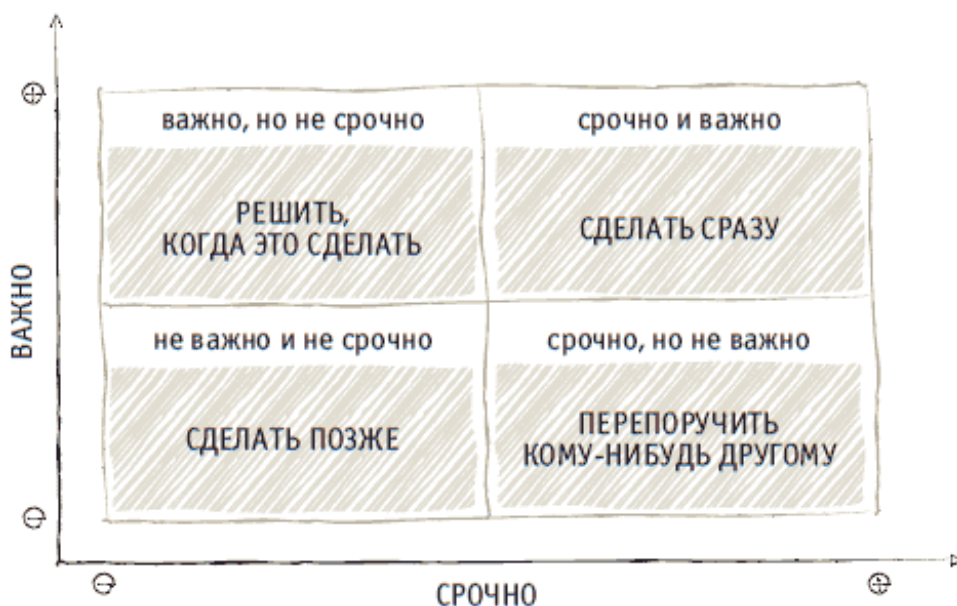 важно, но не срочно
РЕШИТЬ,
КОГДА ЭТО СДЕЛАТЬ
срочно и важно
СДЕЛАТЬ СРАЗУ
не важно и не срочно
СДЕЛАТЬ ПОЗЖЕ
срочно, но не важно
ПЕРЕПОРУЧИТЬ
КОМУ-НИБУДЬ ДРУГОМУ
ВАЖНО
СРОЧНО